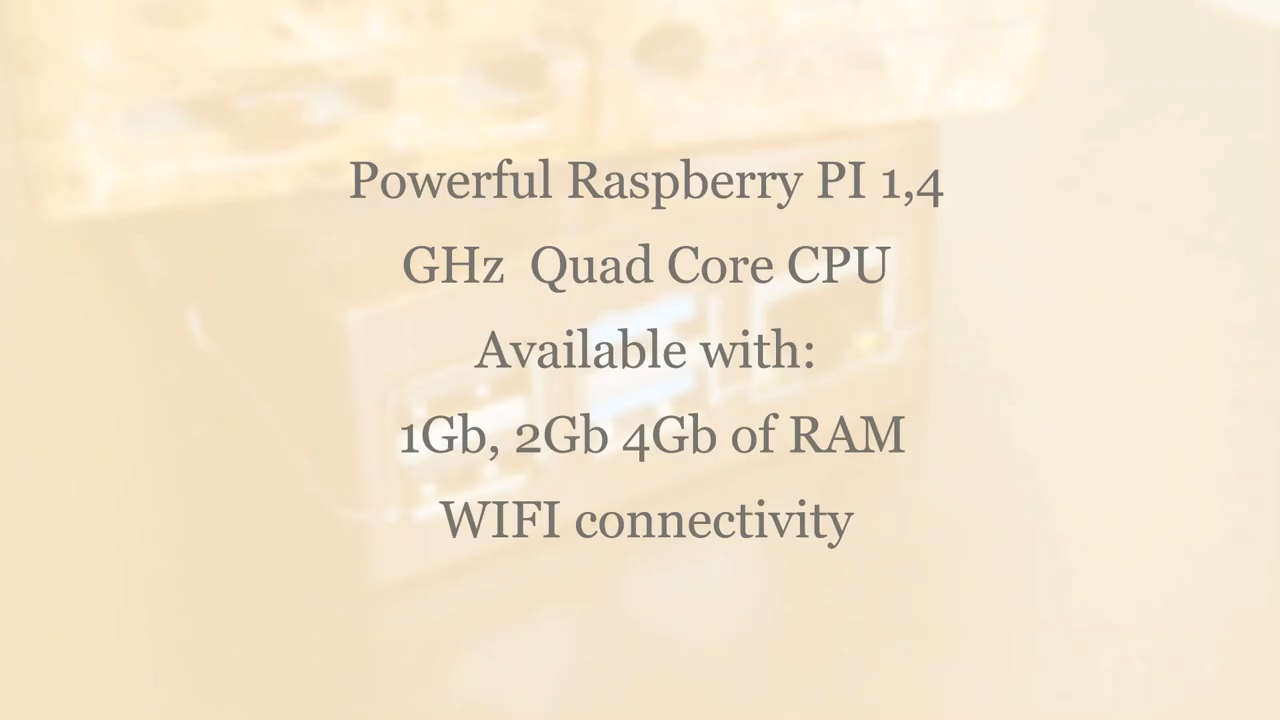 Powerful Raspberry PI 1,4
GHz  Quad Core CPU
Available with:
1Gb, 2Gb 4Gb of RAM
WIFI connectivity